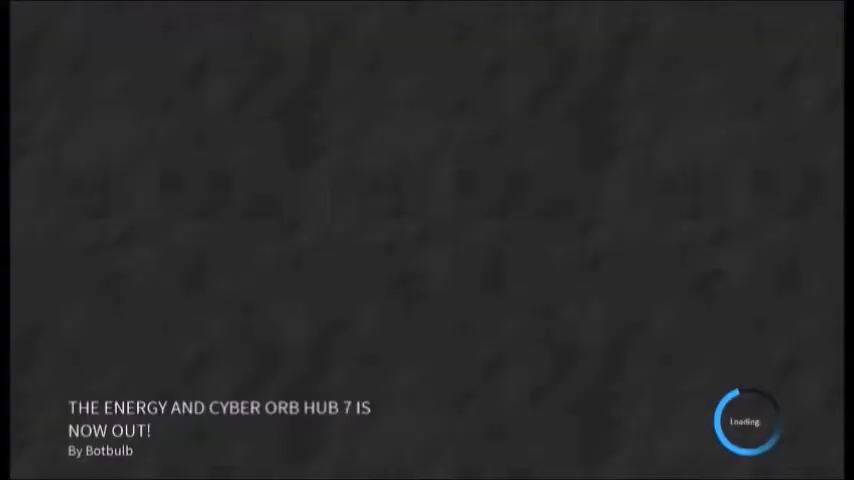 THE ENERGY AND CYBER ORB HUB 7 IS
NOW OUT!
By Botbulb
Loading.